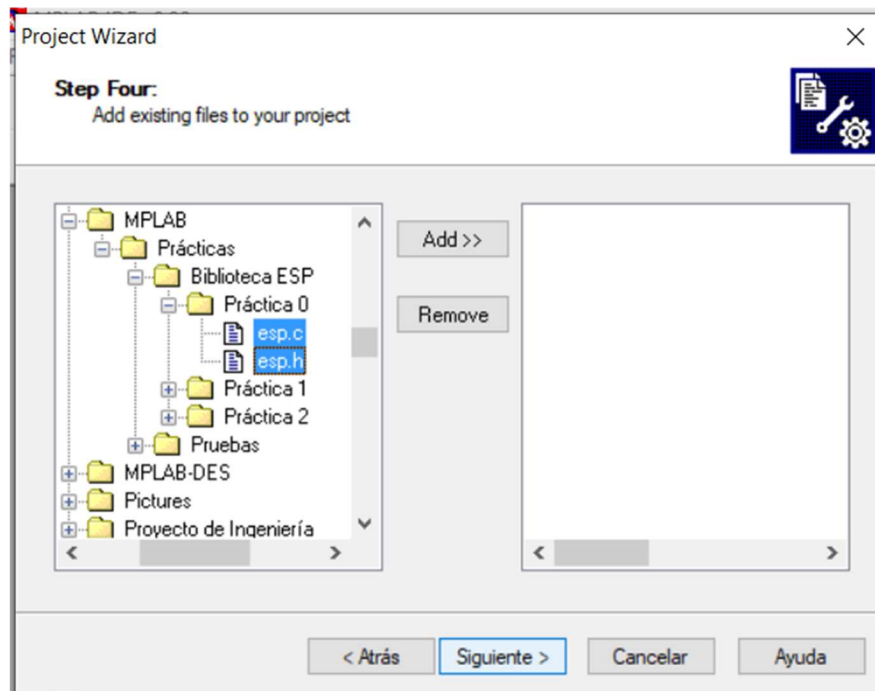 Project Wizard
Step Four:
Add existing files to your project
MPLAB
Prácticas
Biblioteca ESP
Práctica 0
esp.c
esp.h
Práctica 1
Práctica 2
Pruebas
MPLAB-DES
Pictures
Proyecto de Ingeniería
Add >>
Remove
< Atrás
Siguiente >
Cancelar
Ayuda